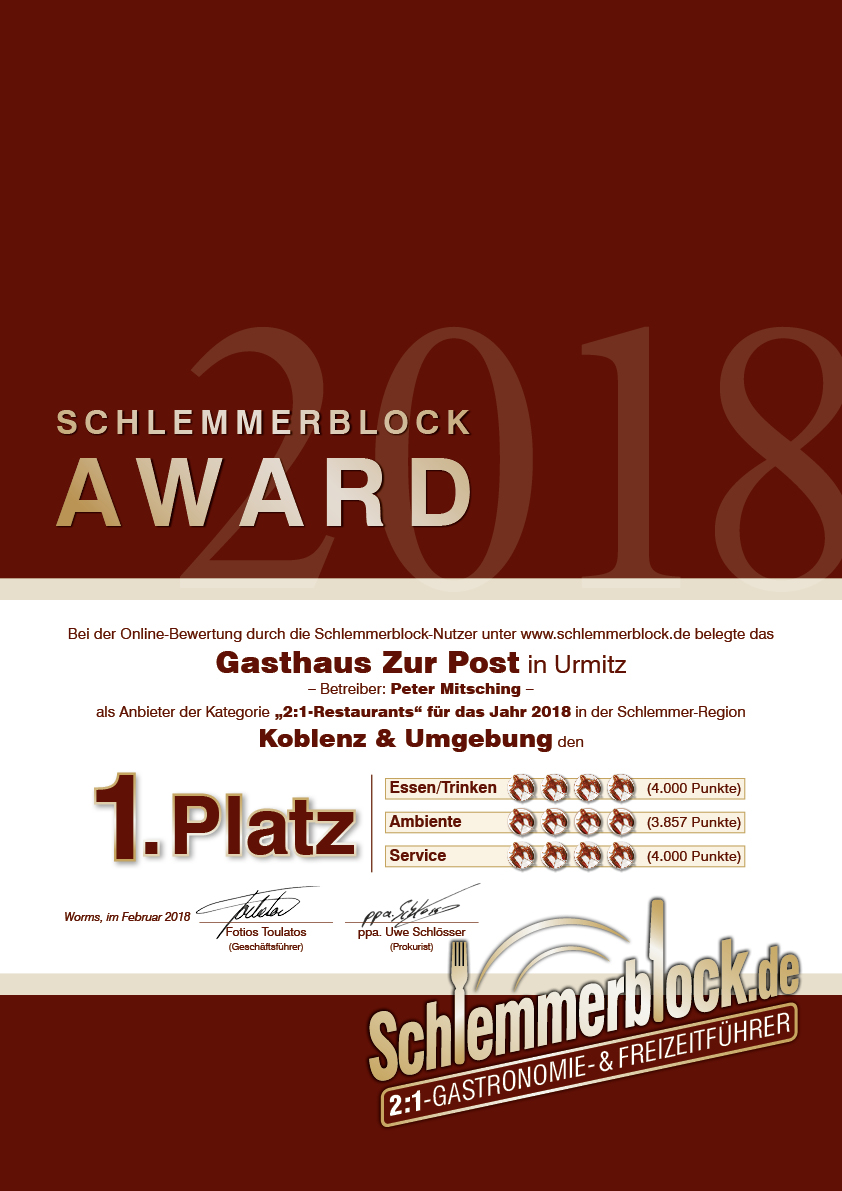 2018
SCHLEMMERBLOCK
AWARD
Bei der Online-Bewertung durch die Schlemmerblock-Nutzer unter www.schlemmerblock.de belegte das
Gasthaus Zur Post in Urmitz
– Betreiber: Peter Mitsching –
als Anbieter der Kategorie „2:1-Restaurants“ für das Jahr 2018 in der Schlemmer-Region
Koblenz & Umgebung den
1. Platz
Essen/Trinken (4.000 Punkte)
Ambiente (3.857 Punkte)
Service (4.000 Punkte)
Worms, im Februar 2018
Fotios Toulatos
(Geschäftsführer)
ppa. Uwe Schlösser
(Prokurist)
Schlemmerblock.de
2:1-GASTRONOMIE- & FREIZEITFÜHRER